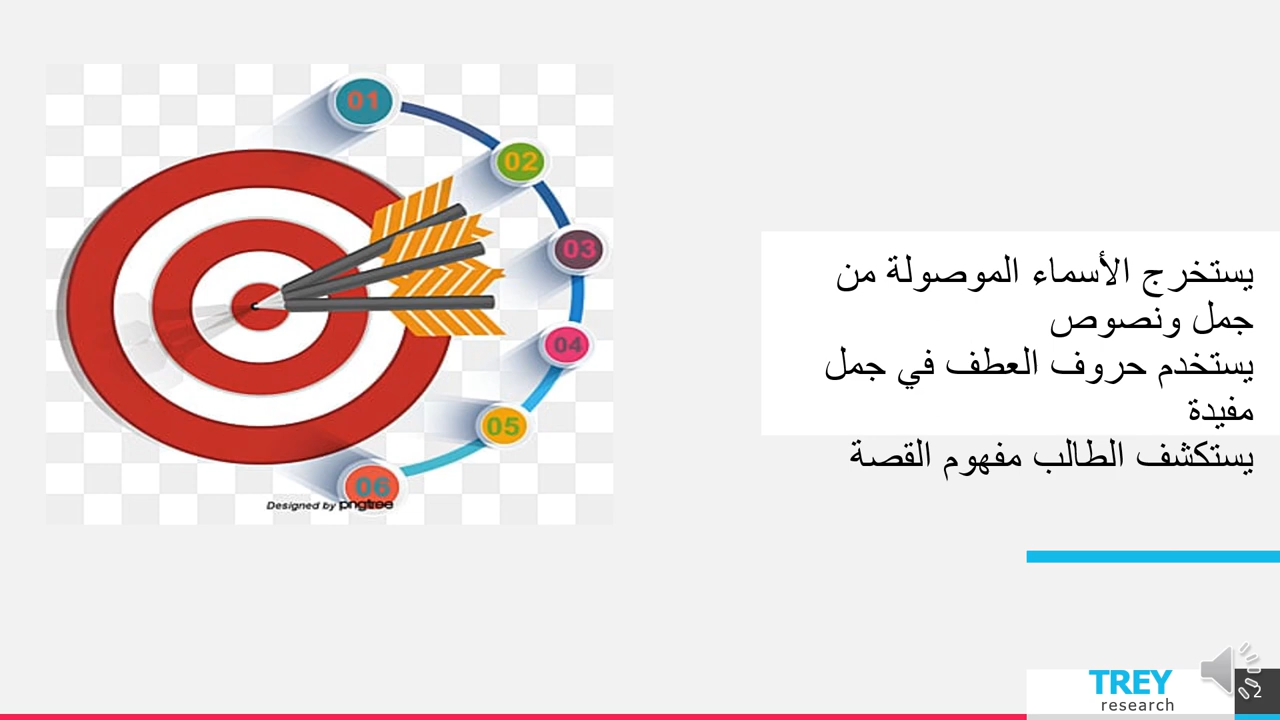 01
02
03
04
05
06
Designed by pngtree
يستخرج الأسماء الموصولة من
جمل ونصوص
يستخدم حروف العطف في جمل
مفيدة
يستكشف الطالب مفهوم القصة
TREY
research
2